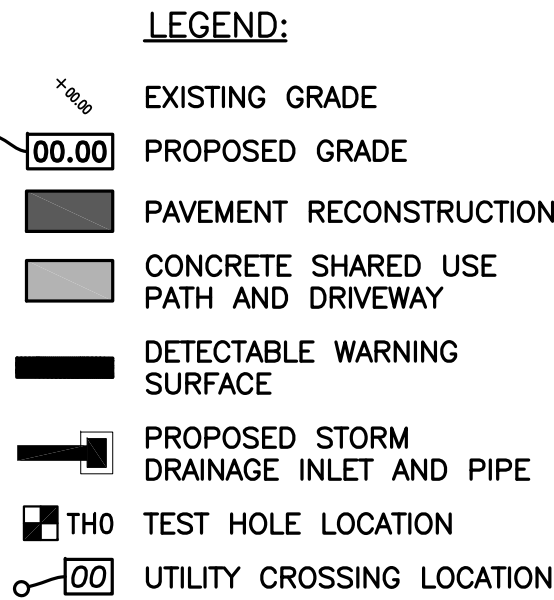 LEGEND:
+00.00 EXISTING GRADE
00.00 PROPOSED GRADE
PAVEMENT RECONSTRUCTION
CONCRETE SHARED USE
PATH AND DRIVEWAY
DETECTABLE WARNING
SURFACE
PROPOSED STORM
DRAINAGE INLET AND PIPE
TH0 TEST HOLE LOCATION
00 UTILITY CROSSING LOCATION